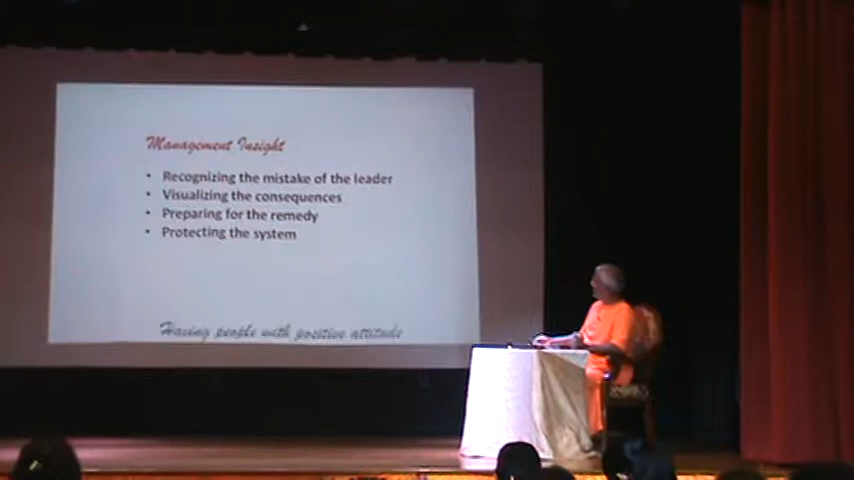 Management Insight
• Recognizing the mistake of the leader
• Visualizing the consequences
• Preparing for the remedy
• Protecting the system
Having people with positive attitude